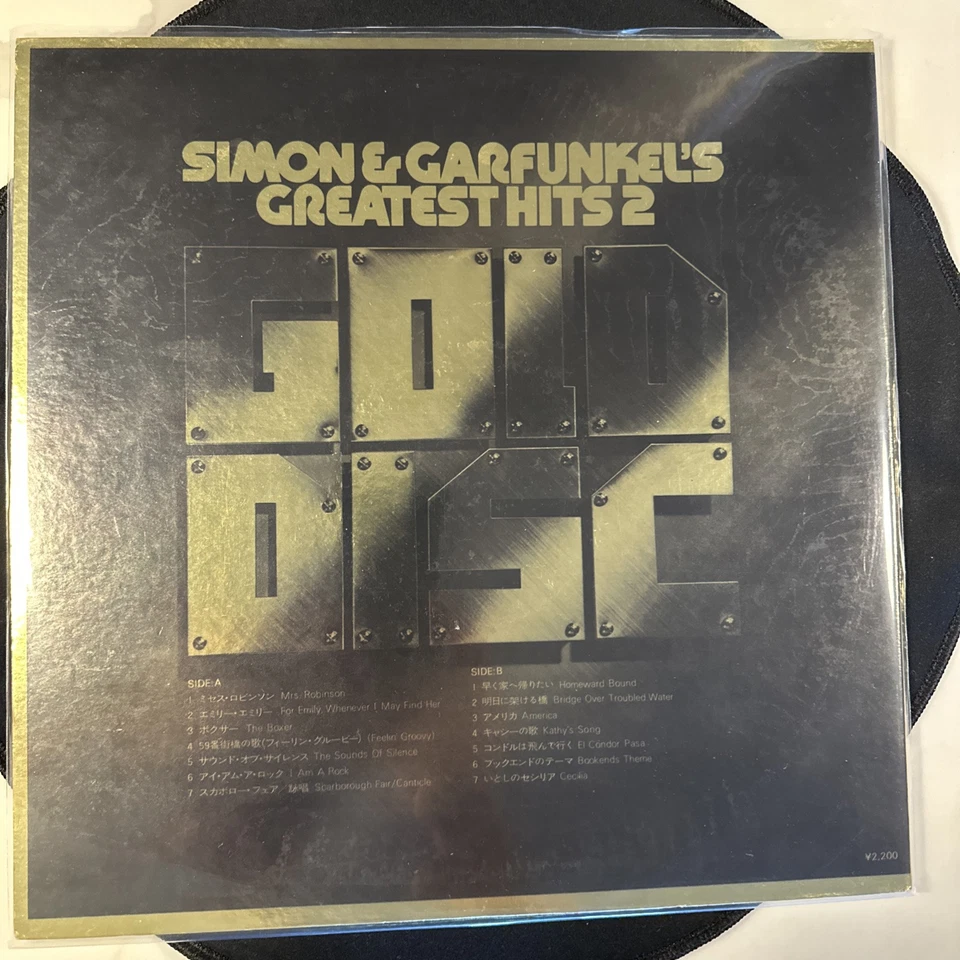 SIMON & GARFUNKEL'S
GREATEST HITS 2
GOLD
DISC
SIDE:A
1 ミセス・ロビンソン Mrs. Robinson
2 エミリー・エミリー For Emily, Whenever I May Find Her
3 ボクサー The Boxer
4 59番街橋の歌(フィーリン・グルービー) (Feelin' Groovy)
5 サウンド・オブ・サイレンス The Sounds Of Silence
6 アイ・アム・ア・ロック I Am A Rock
7 スカボロー・フェア/詠唱 Scarborough Fair/Canticle
SIDE:B
1 早く家へ帰りたい Homeward Bound
2 明日に架ける橋 Bridge Over Troubled Water
3 アメリカ America
4 キャシーの歌 Kathy's Song
5 コンドルは飛んで行く El Condor Pasa
6 ブックエンドのテーマ Bookends Theme
7 いとしのセシリア Cecilia
¥2,200